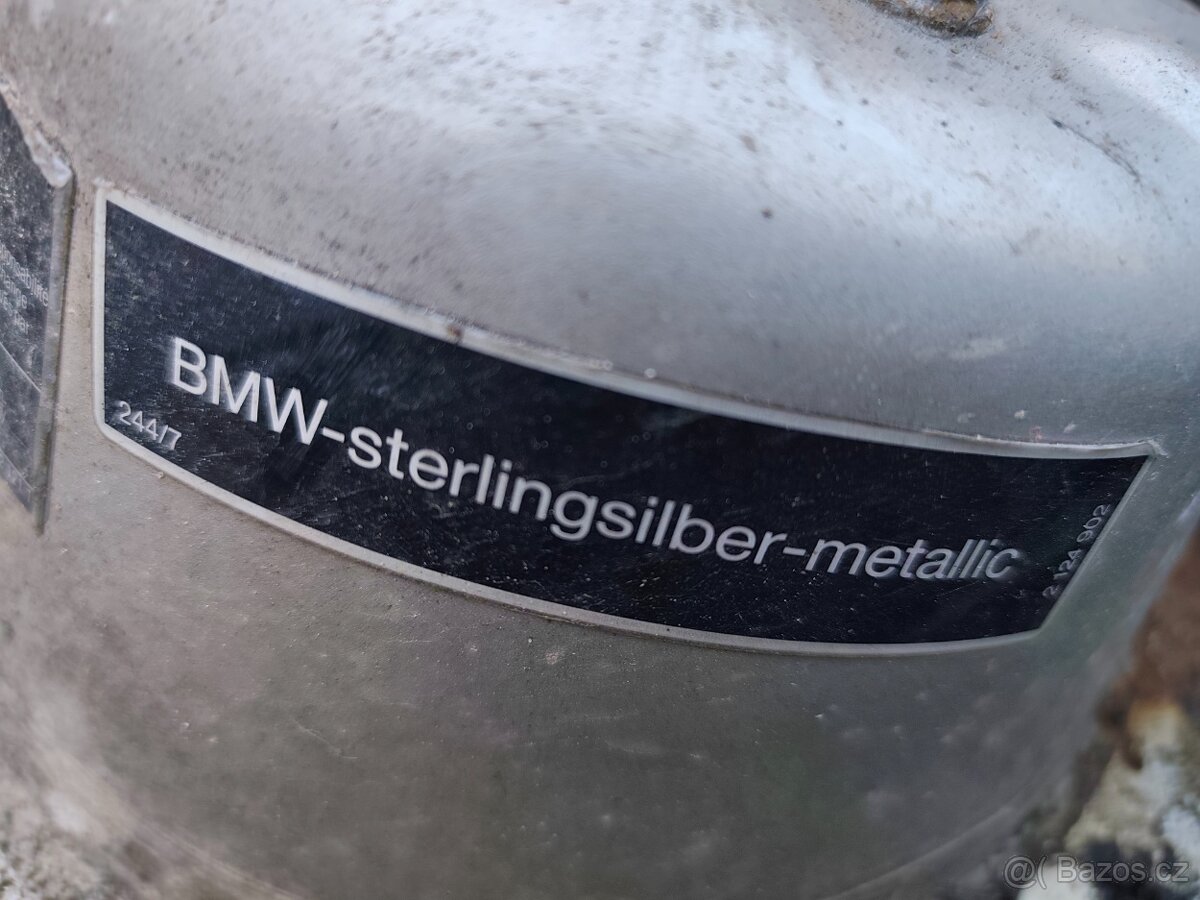 BMW-sterlingsilber-metallic
244/7
2 124 902
@( Bazos.cz